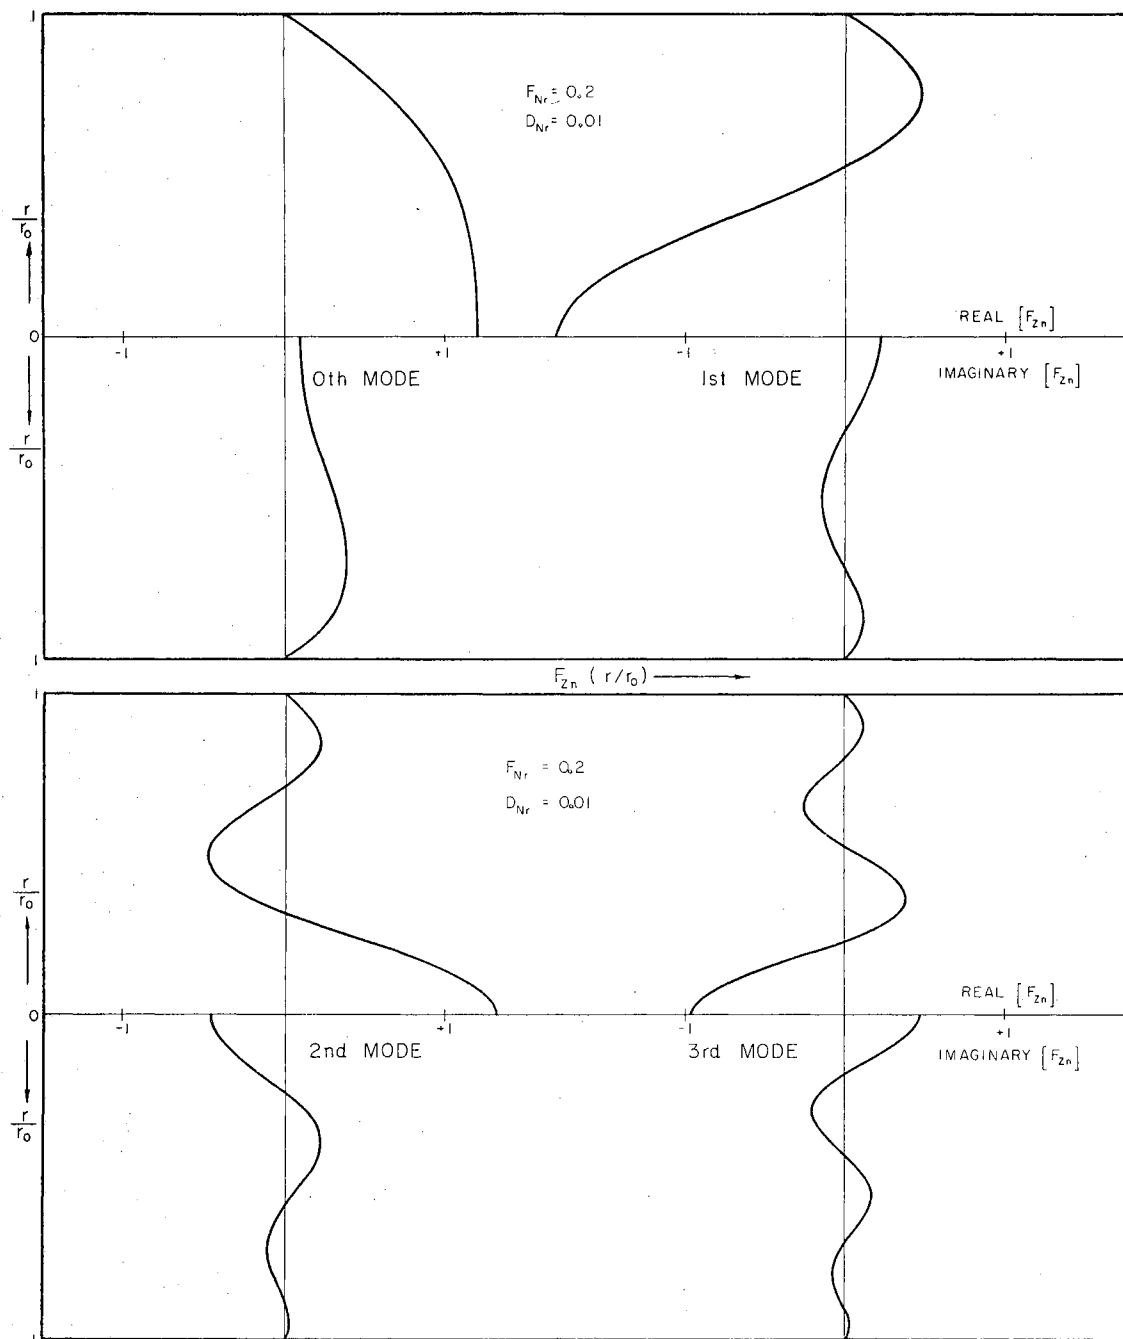 1
F_Nr = 0.2
D_Nr = 0.01
r/r₀
REAL [F_Zn]
0
-1 +1 -1 +1
0th MODE 1st MODE IMAGINARY [F_Zn]
r/r₀
1
F_Zn (r/r₀)
1
F_Nr = 0.2
D_Nr = 0.01
r/r₀
REAL [F_Zn]
0
-1 +1 -1 +1
2nd MODE 3rd MODE IMAGINARY [F_Zn]
r/r₀
1